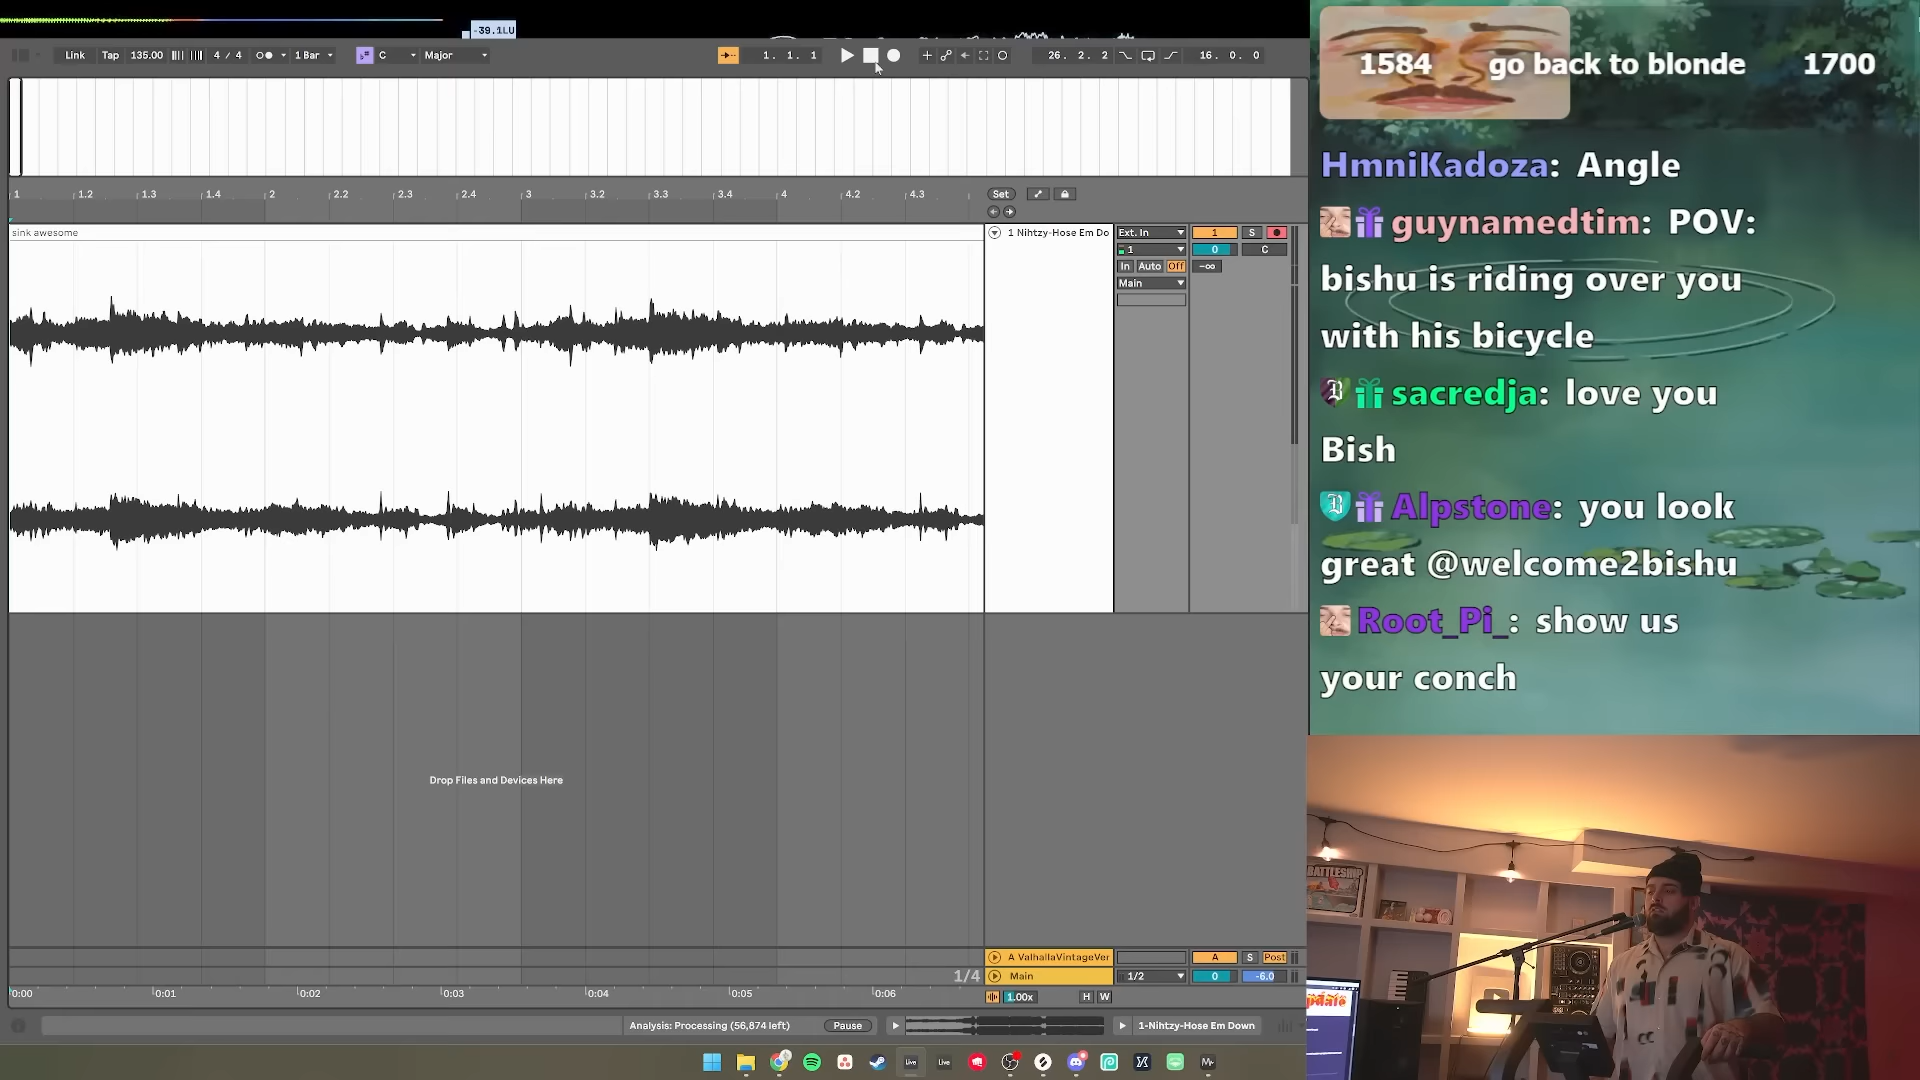 -39.1LU
Link Tap 135.00 4 / 4 1 Bar C Major 1. 1. 1 26. 2. 2 16. 0. 0
1 1.2 1.3 1.4 2 2.2 2.3 2.4 3 3.2 3.3 3.4 4 4.2 4.3 Set
sink awesome
1 Nihtzy-Hose Em Do Ext. In 1 S
1 0 C
In Auto Off -∞
Main
Drop Files and Devices Here
A ValhallaVintageVer A S Post
1/4 Main 1/2 0 -6.0
0:00 0:01 0:02 0:03 0:04 0:05 0:06 1.00x H W
Analysis: Processing (56,874 left) Pause 1-Nihtzy-Hose Em Down
Live Live
1584 go back to blonde 1700
HmniKadoza: Angle
guynamedtim: POV:
bishu is riding over you
with his bicycle
sacredja: love you
Bish
Alpstone: you look
great @welcome2bishu
Root_Pi_: show us
your conch
BATTLESHIP